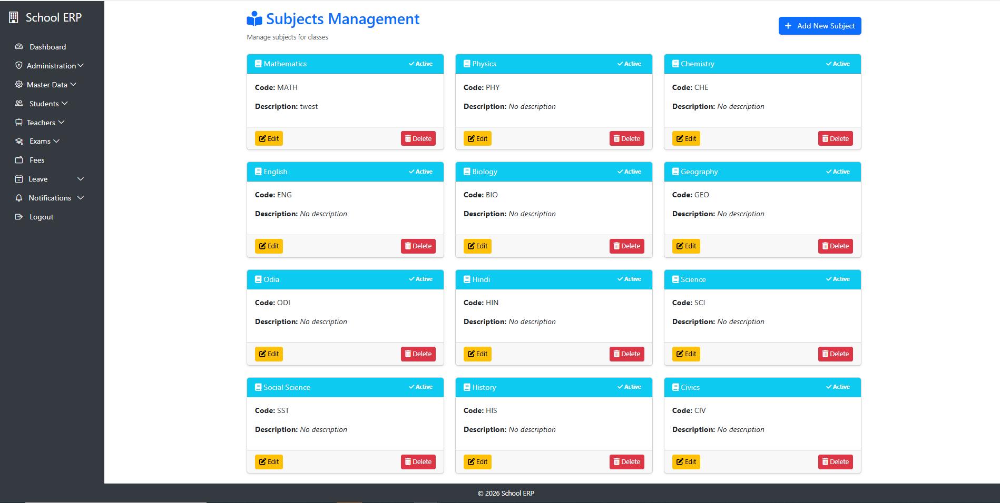 School ERP
Dashboard
Administration
Master Data
Students
Teachers
Exams
Fees
Leave
Notifications
Logout
Subjects Management
Manage subjects for classes
Add New Subject
Mathematics Active
Code: MATH
Description: twest
Edit Delete
Physics Active
Code: PHY
Description: No description
Edit Delete
Chemistry Active
Code: CHE
Description: No description
Edit Delete
English Active
Code: ENG
Description: No description
Edit Delete
Biology Active
Code: BIO
Description: No description
Edit Delete
Geography Active
Code: GEO
Description: No description
Edit Delete
Odia Active
Code: ODI
Description: No description
Edit Delete
Hindi Active
Code: HIN
Description: No description
Edit Delete
Science Active
Code: SCI
Description: No description
Edit Delete
Social Science Active
Code: SST
Description: No description
Edit Delete
History Active
Code: HIS
Description: No description
Edit Delete
Civics Active
Code: CIV
Description: No description
Edit Delete
© 2026 School ERP